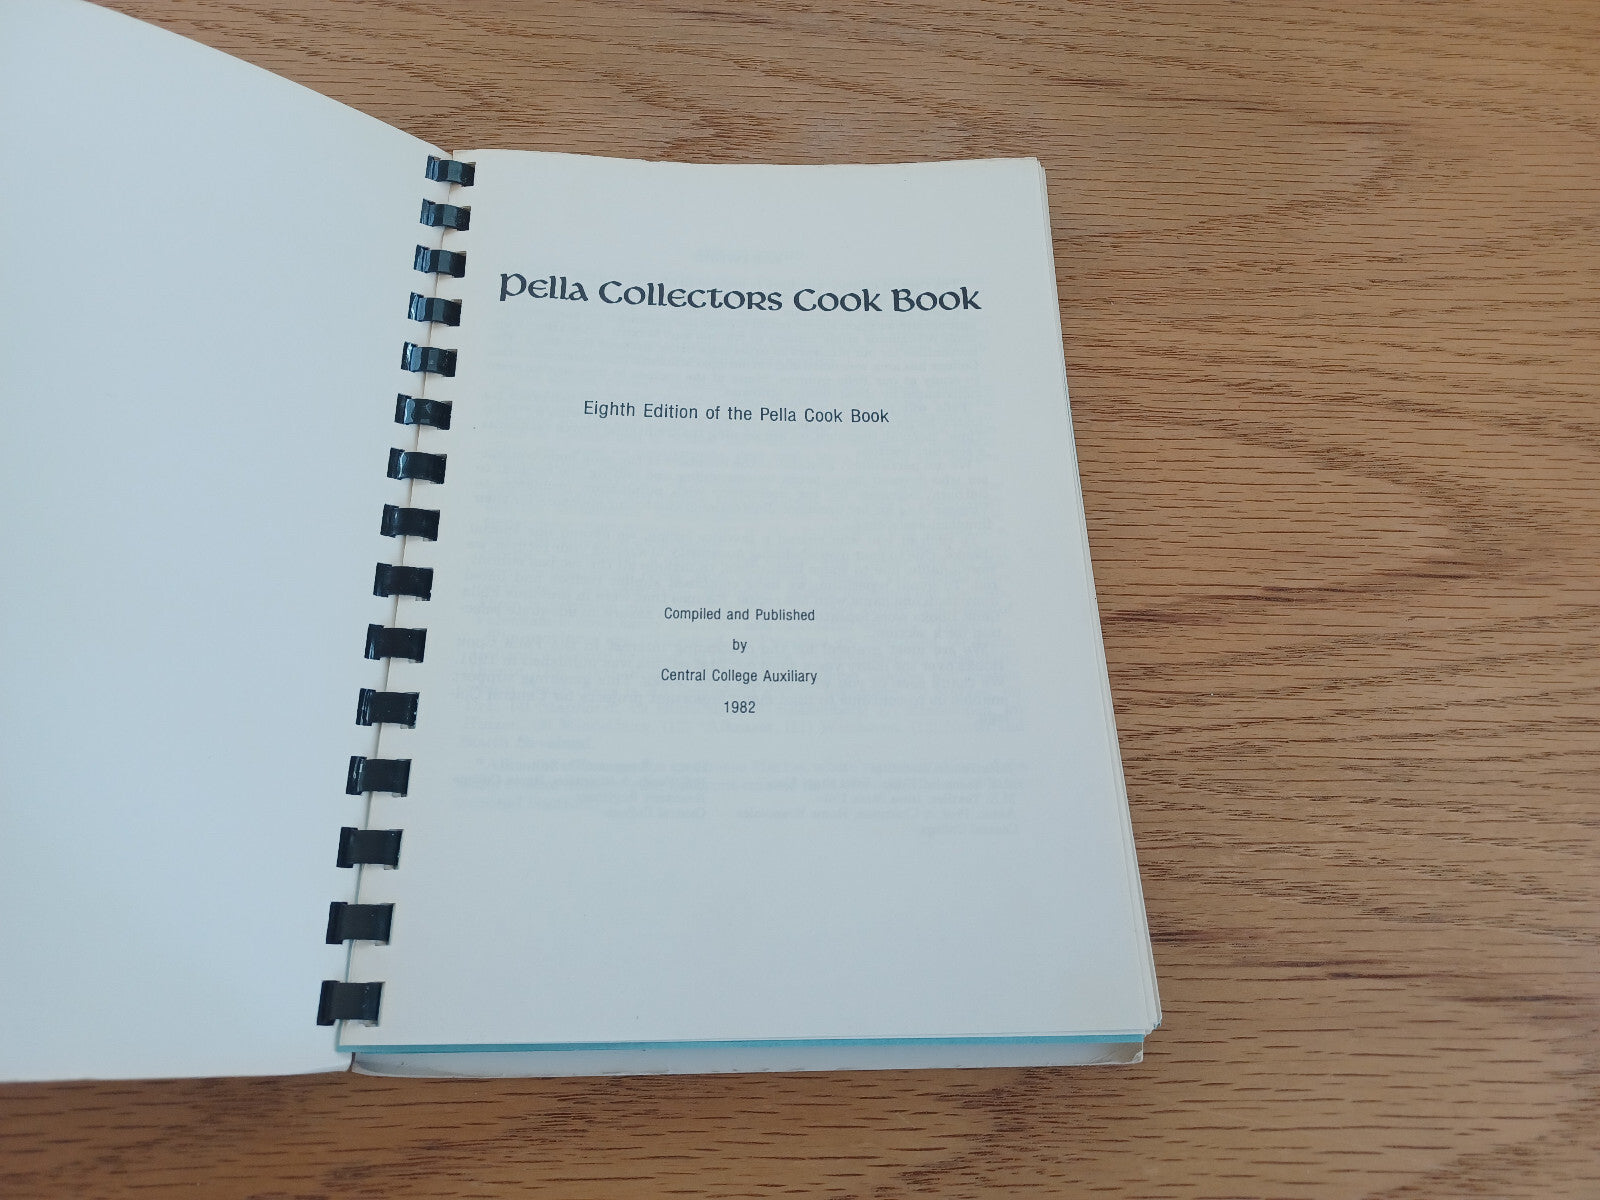 Pella Collectors Cook Book
Eighth Edition of the Pella Cook Book
Compiled and Published
by
Central College Auxiliary
1982